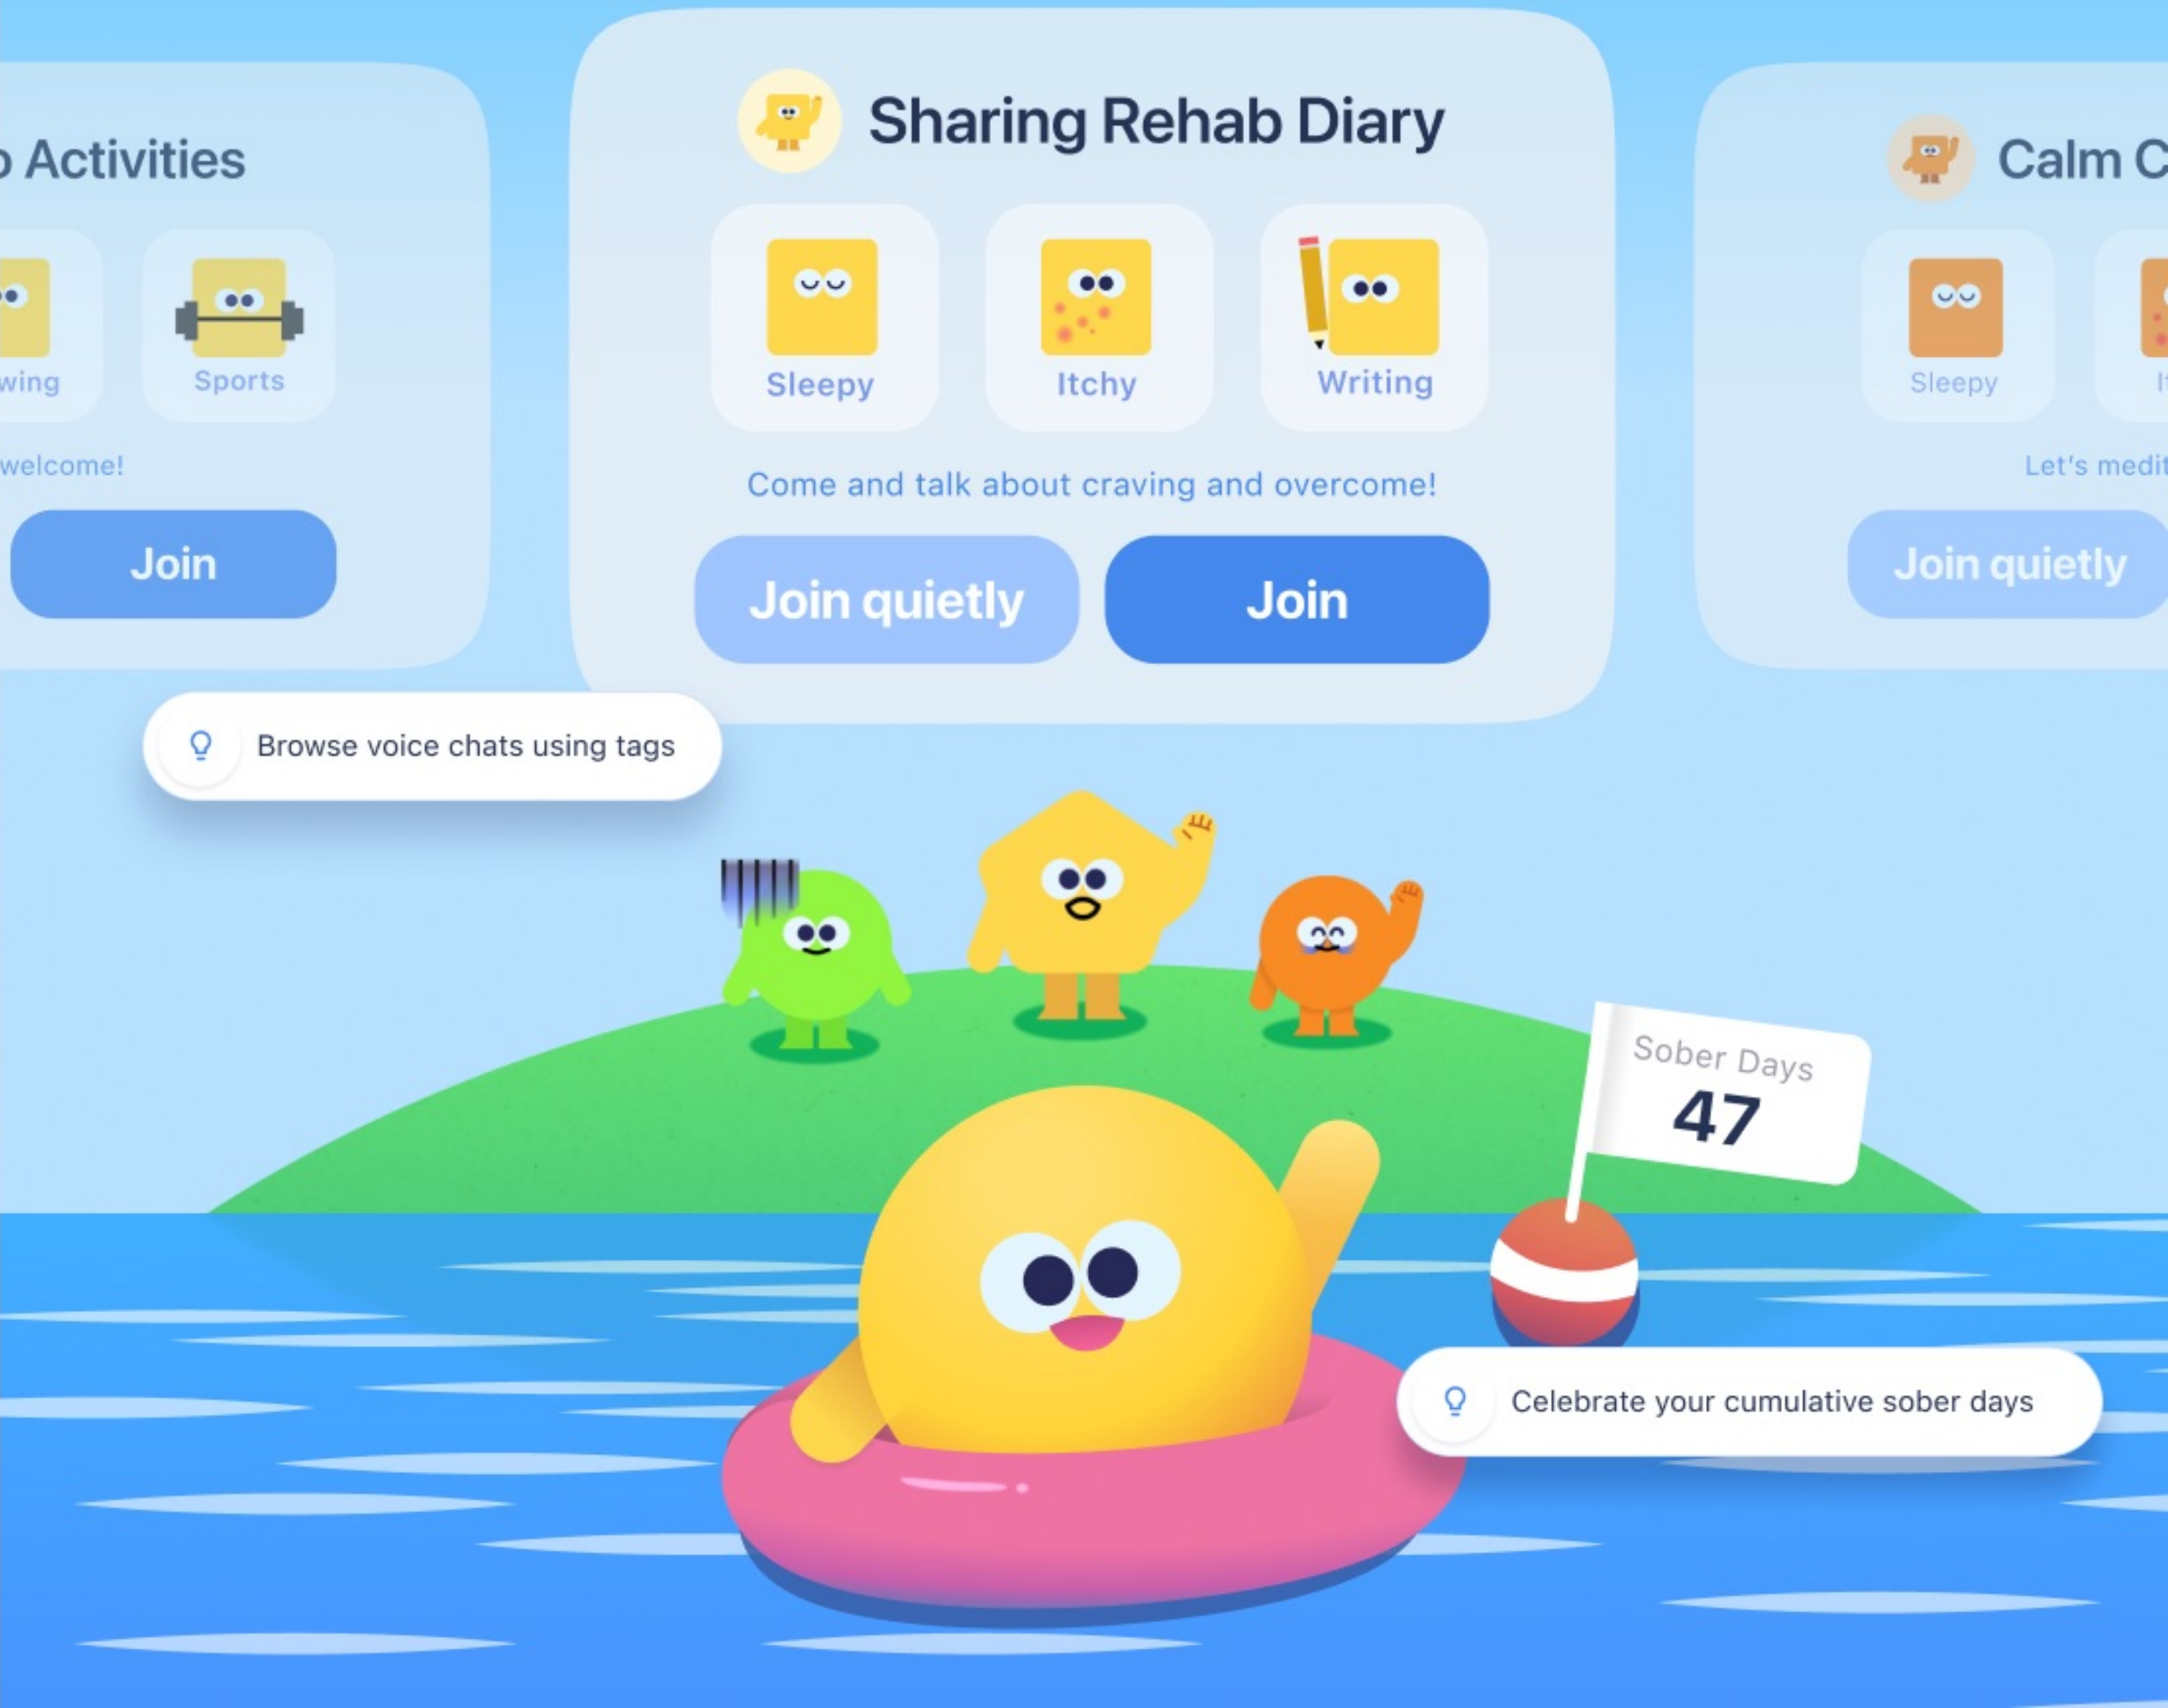 Activities
Sports
welcome!
Join
Sharing Rehab Diary
Sleepy
Itchy
Writing
Come and talk about craving and overcome!
Join quietly
Join
Calm
Sleepy
Let's
Join quietly
Browse voice chats using tags
Sober Days
47
Celebrate your cumulative sober days